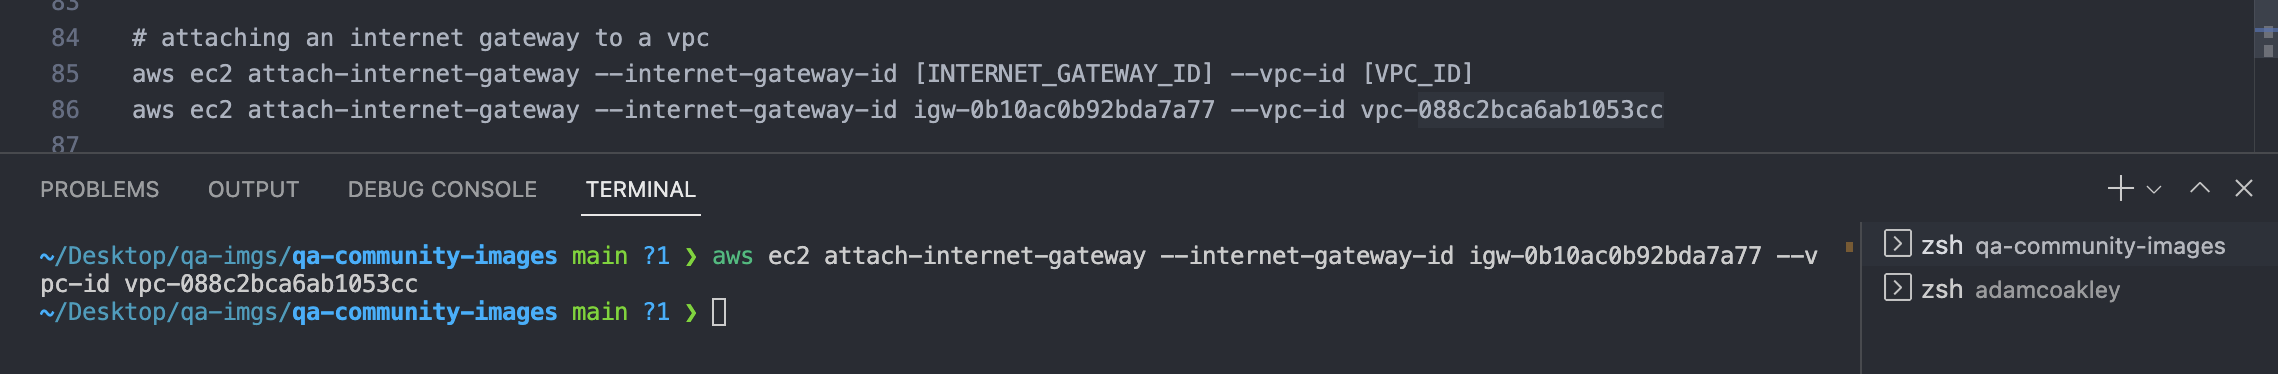 83
84 # attaching an internet gateway to a vpc
85 aws ec2 attach-internet-gateway --internet-gateway-id [INTERNET_GATEWAY_ID] --vpc-id [VPC_ID]
86 aws ec2 attach-internet-gateway --internet-gateway-id igw-0b10ac0b92bda7a77 --vpc-id vpc-088c2bca6ab1053cc
87
PROBLEMS OUTPUT DEBUG CONSOLE TERMINAL
~/Desktop/qa-imgs/qa-community-images main ?1 ❯ aws ec2 attach-internet-gateway --internet-gateway-id igw-0b10ac0b92bda7a77 --v
pc-id vpc-088c2bca6ab1053cc
~/Desktop/qa-imgs/qa-community-images main ?1 ❯
zsh qa-community-images
zsh adamcoakley